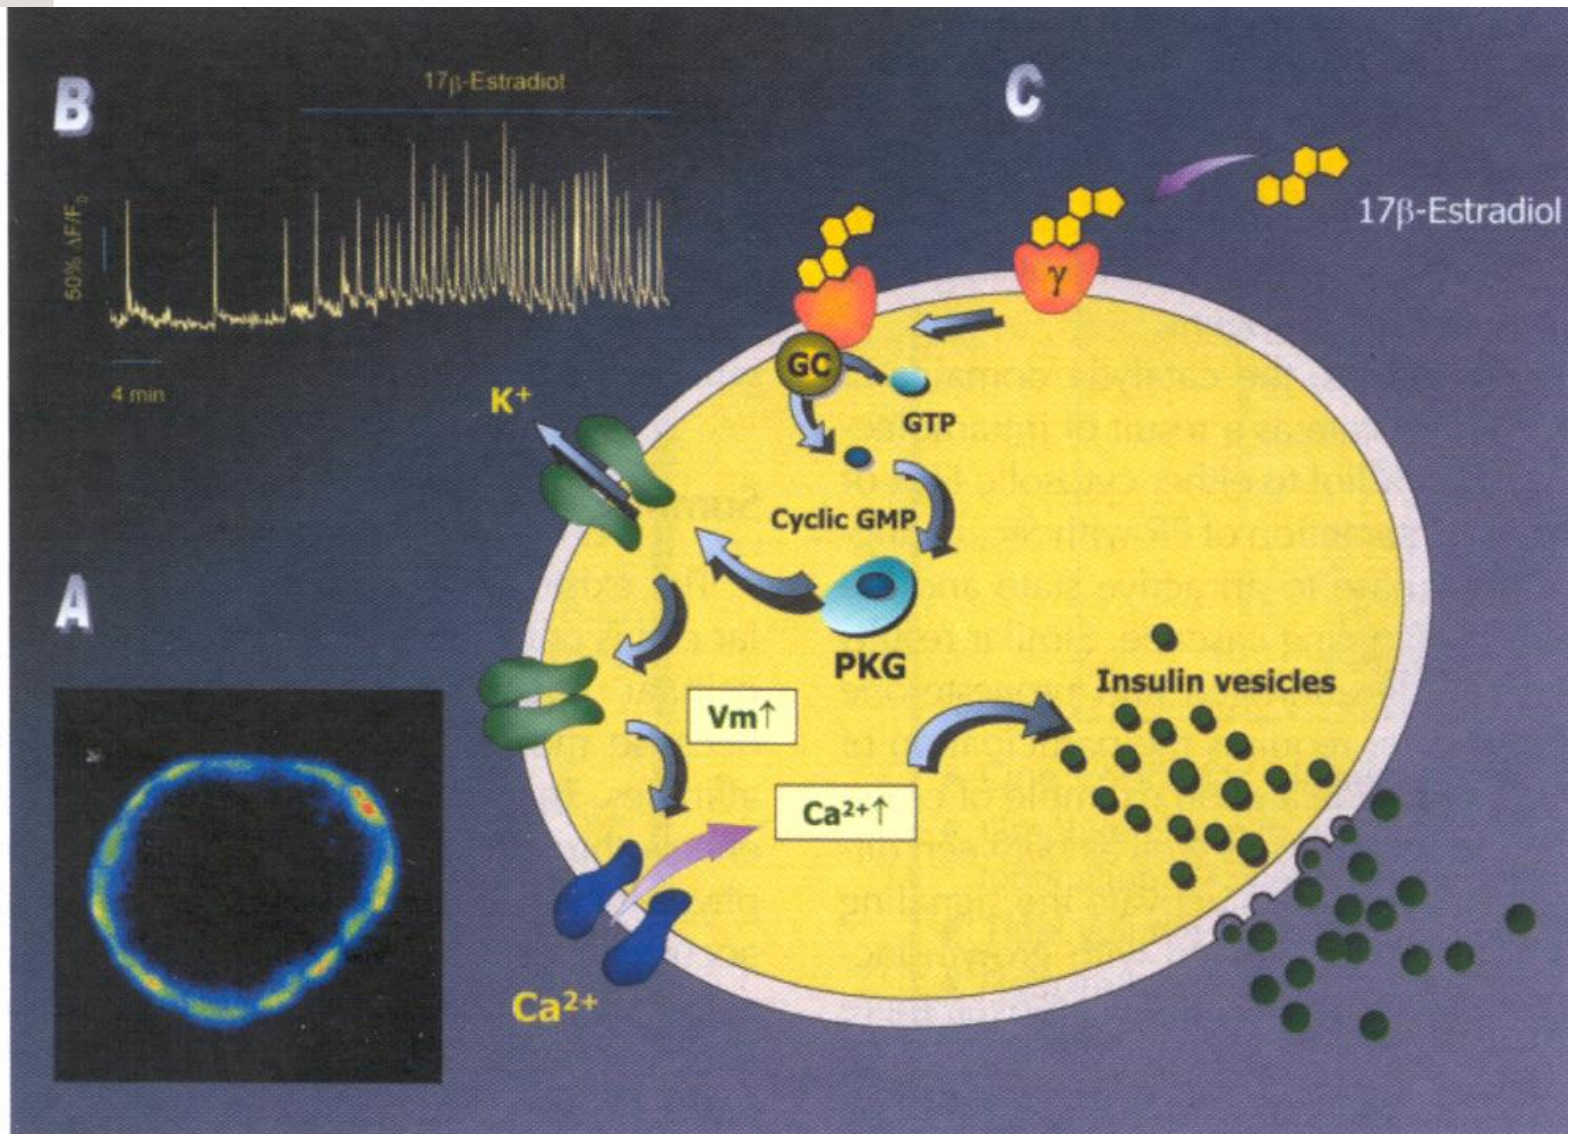 B
17β-Estradiol
50% ΔF/F₀
4 min
A
C
17β-Estradiol
γ
GC
GTP
K⁺
Cyclic GMP
PKG
Vm↑
Insulin vesicles
Ca²⁺↑
Ca²⁺